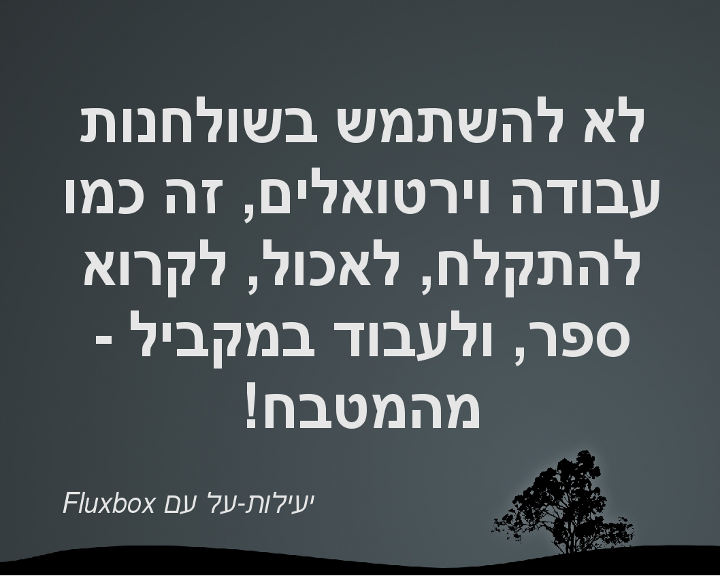 לא להשתמש בשולחנות
עבודה וירטואלים, זה כמו
להתקלח, לאכול, לקרוא
ספר, ולעבוד במקביל -
מהמטבח!
יעילות-על עם Fluxbox